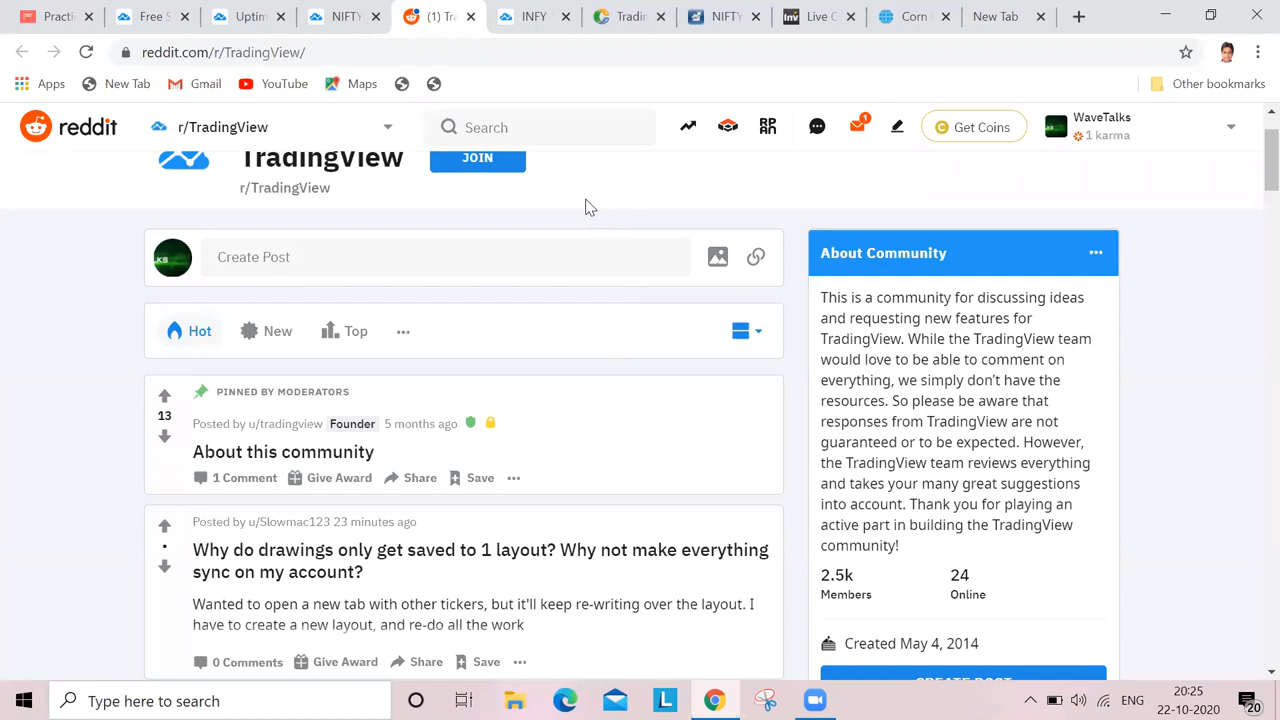 Practi
Free S
Uptim
NIFTY
(1) Tra
INFY
Tradin
NIFTY
Inv Live C
Corn
New Tab
reddit.com/r/TradingView/
Apps New Tab Gmail YouTube Maps Other bookmarks
reddit r/TradingView Search 1 C Get Coins WaveTalks
1 karma
TradingView JOIN
r/TradingView
LKS Create Post
Hot New Top
PINNED BY MODERATORS
13 Posted by u/tradingview Founder 5 months ago
About this community
1 Comment Give Award Share Save
Posted by u/Slowmac123 23 minutes ago
Why do drawings only get saved to 1 layout? Why not make everything
sync on my account?
Wanted to open a new tab with other tickers, but it'll keep re-writing over the layout. I
have to create a new layout, and re-do all the work
0 Comments Give Award Share Save
About Community
This is a community for discussing ideas
and requesting new features for
TradingView. While the TradingView team
would love to be able to comment on
everything, we simply don't have the
resources. So please be aware that
responses from TradingView are not
guaranteed or to be expected. However,
the TradingView team reviews everything
and takes your many great suggestions
into account. Thank you for playing an
active part in building the TradingView
community!
2.5k 24
Members Online
Created May 4, 2014
CREATE POST
Type here to search L ENG 20:25
22-10-2020 20